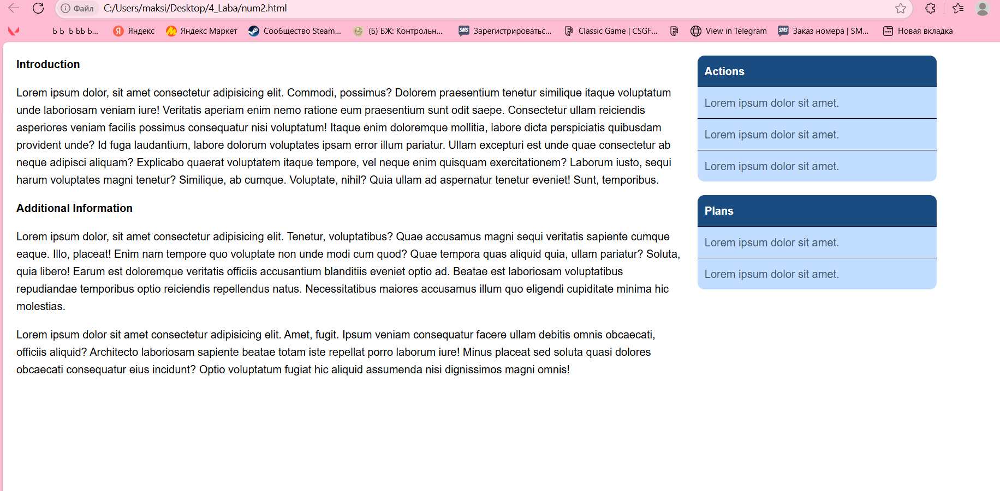 Файл C:/Users/maksi/Desktop/4_Laba/num2.html
Ь Ь Ь ЬЬ Ь... Яндекс Яндекс Маркет Сообщество Steam... (Б) БЖ: Контрольн... SMS Зарегистрироватьс... Classic Game | CSGF... View in Telegram SMS Заказ номера | SM... Новая вкладка
Introduction
Lorem ipsum dolor, sit amet consectetur adipisicing elit. Commodi, possimus? Dolorem praesentium tenetur similique itaque voluptatum
unde laboriosam veniam iure! Veritatis aperiam enim nemo ratione eum praesentium sunt odit saepe. Consectetur ullam reiciendis
asperiores veniam facilis possimus consequatur nisi voluptatum! Itaque enim doloremque mollitia, labore dicta perspiciatis quibusdam
provident unde? Id fuga laudantium, labore dolorum voluptates ipsam error illum pariatur. Ullam excepturi est unde quae consectetur ab
neque adipisci aliquam? Explicabo quaerat voluptatem itaque tempore, vel neque enim quisquam exercitationem? Laborum iusto, sequi
harum voluptates magni tenetur? Similique, ab cumque. Voluptate, nihil? Quia ullam ad aspernatur tenetur eveniet! Sunt, temporibus.
Additional Information
Lorem ipsum dolor, sit amet consectetur adipisicing elit. Tenetur, voluptatibus? Quae accusamus magni sequi veritatis sapiente cumque
eaque. Illo, placeat! Enim nam tempore quo voluptate non unde modi cum quod? Quae tempora quas aliquid quia, ullam pariatur? Soluta,
quia libero! Earum est doloremque veritatis officiis accusantium blanditiis eveniet optio ad. Beatae est laboriosam voluptatibus
repudiandae temporibus optio reiciendis repellendus natus. Necessitatibus maiores accusamus illum quo eligendi cupiditate minima hic
molestias.
Lorem ipsum dolor sit amet consectetur adipisicing elit. Amet, fugit. Ipsum veniam consequatur facere ullam debitis omnis obcaecati,
officiis aliquid? Architecto laboriosam sapiente beatae totam iste repellat porro laborum iure! Minus placeat sed soluta quasi dolores
obcaecati consequatur eius incidunt? Optio voluptatum fugiat hic aliquid assumenda nisi dignissimos magni omnis!
Actions
Lorem ipsum dolor sit amet.
Lorem ipsum dolor sit amet.
Lorem ipsum dolor sit amet.
Plans
Lorem ipsum dolor sit amet.
Lorem ipsum dolor sit amet.